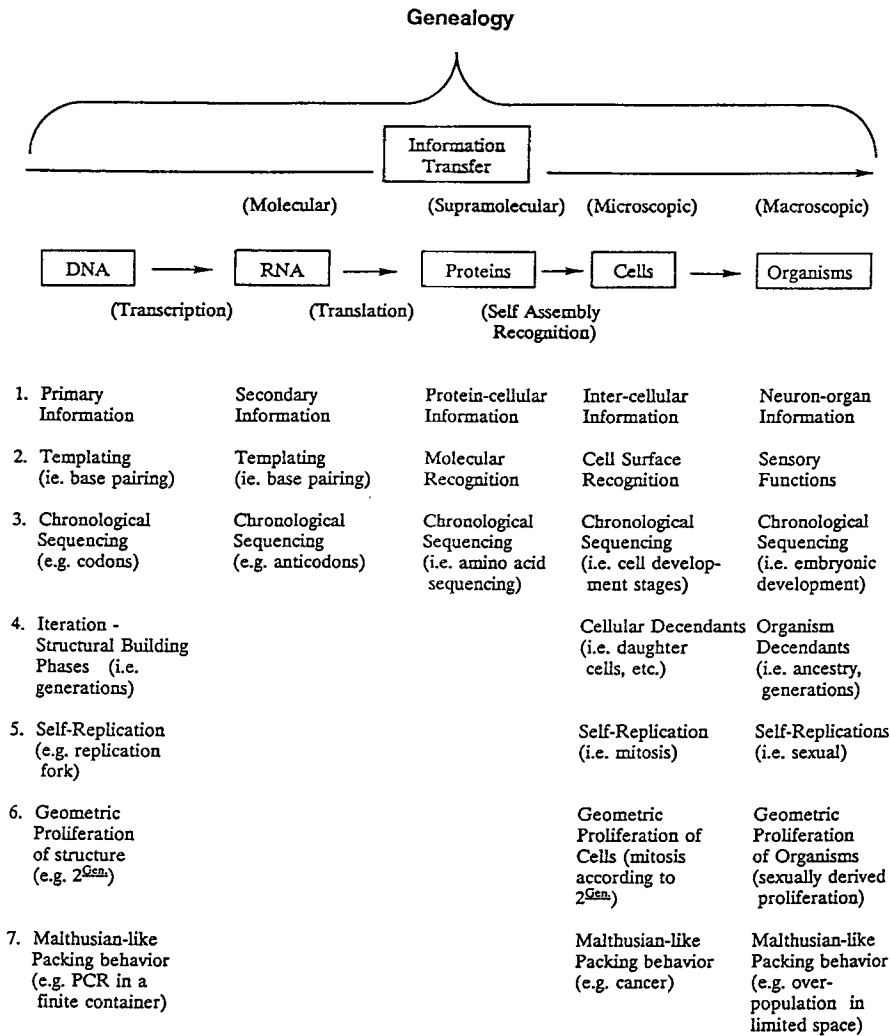 Genealogy
Information
Transfer
(Molecular) (Supramolecular) (Microscopic) (Macroscopic)
DNA RNA Proteins Cells Organisms
(Transcription) (Translation) (Self Assembly
Recognition)
1. Primary
Information
Secondary
Information
Protein-cellular
Information
Inter-cellular
Information
Neuron-organ
Information
2. Templating
(ie. base pairing)
Templating
(ie. base pairing)
Molecular
Recognition
Cell Surface
Recognition
Sensory
Functions
3. Chronological
Sequencing
(e.g. codons)
Chronological
Sequencing
(e.g. anticodons)
Chronological
Sequencing
(i.e. amino acid
sequencing)
Chronological
Sequencing
(i.e. cell develop-
ment stages)
Chronological
Sequencing
(i.e. embryonic
development)
4. Iteration -
Structural Building
Phases (i.e.
generations)
Cellular Decendants
(i.e. daughter
cells, etc.)
Organism
Decendants
(i.e. ancestry,
generations)
5. Self-Replication
(e.g. replication
fork)
Self-Replication
(i.e. mitosis)
Self-Replications
(i.e. sexual)
6. Geometric
Proliferation
of structure
(e.g. 2^Gen.)
Geometric
Proliferation of
Cells (mitosis
according to
2^Gen.)
Geometric
Proliferation
of Organisms
(sexually derived
proliferation)
7. Malthusian-like
Packing behavior
(e.g. PCR in a
finite container)
Malthusian-like
Packing behavior
(e.g. cancer)
Malthusian-like
Packing behavior
(e.g. over-
population in
limited space)